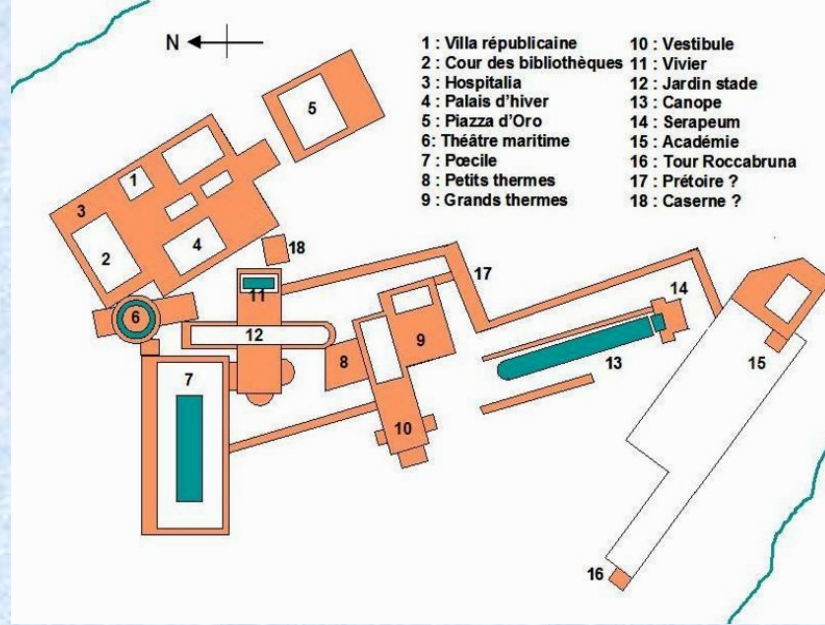 N
1 : Villa républicaine
2 : Cour des bibliothèques
3 : Hospitalia
4 : Palais d'hiver
5 : Piazza d'Oro
6: Théâtre maritime
7 : Pœcile
8 : Petits thermes
9 : Grands thermes
10 : Vestibule
11 : Vivier
12 : Jardin stade
13 : Canope
14 : Serapeum
15 : Académie
16 : Tour Roccabruna
17 : Prétoire ?
18 : Caserne ?
5
1
3
2
4
18
17
11
14
6
12
9
8
13
15
7
10
16